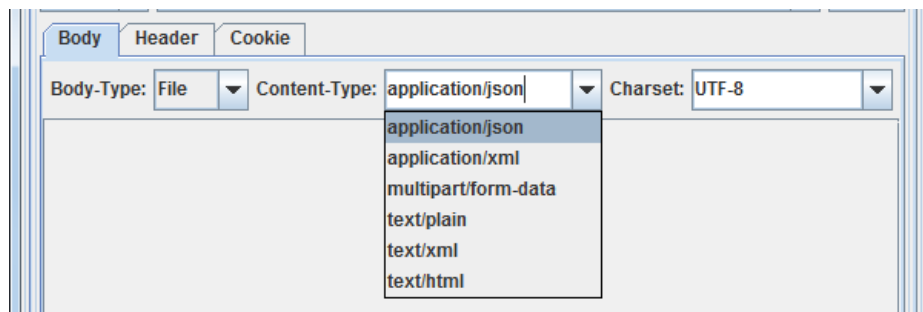 Body Header Cookie
Body-Type: File Content-Type: application/json Charset: UTF-8
application/json
application/xml
multipart/form-data
text/plain
text/xml
text/html